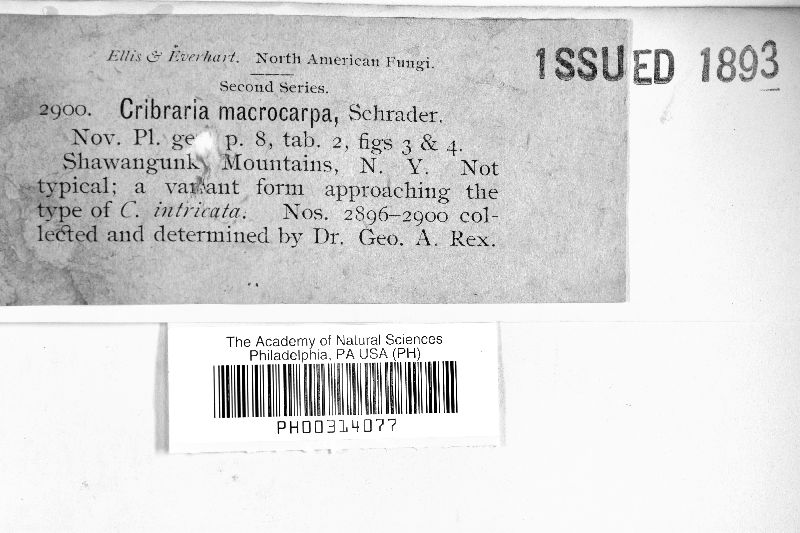 Ellis & Everhart. North American Fungi.
ISSUED 1893
Second Series.
2900. Cribraria macrocarpa, Schrader.
Nov. Pl. p. 8, tab. 2, figs 3 & 4.
Shawangunk Mountains, N. Y. Not
typical; a variant form approaching the
type of C. intricata. Nos. 2896–2900 col-
lected and determined by Dr. Geo. A. Rex.
The Academy of Natural Sciences
Philadelphia, PA USA (PH)
PH00314077